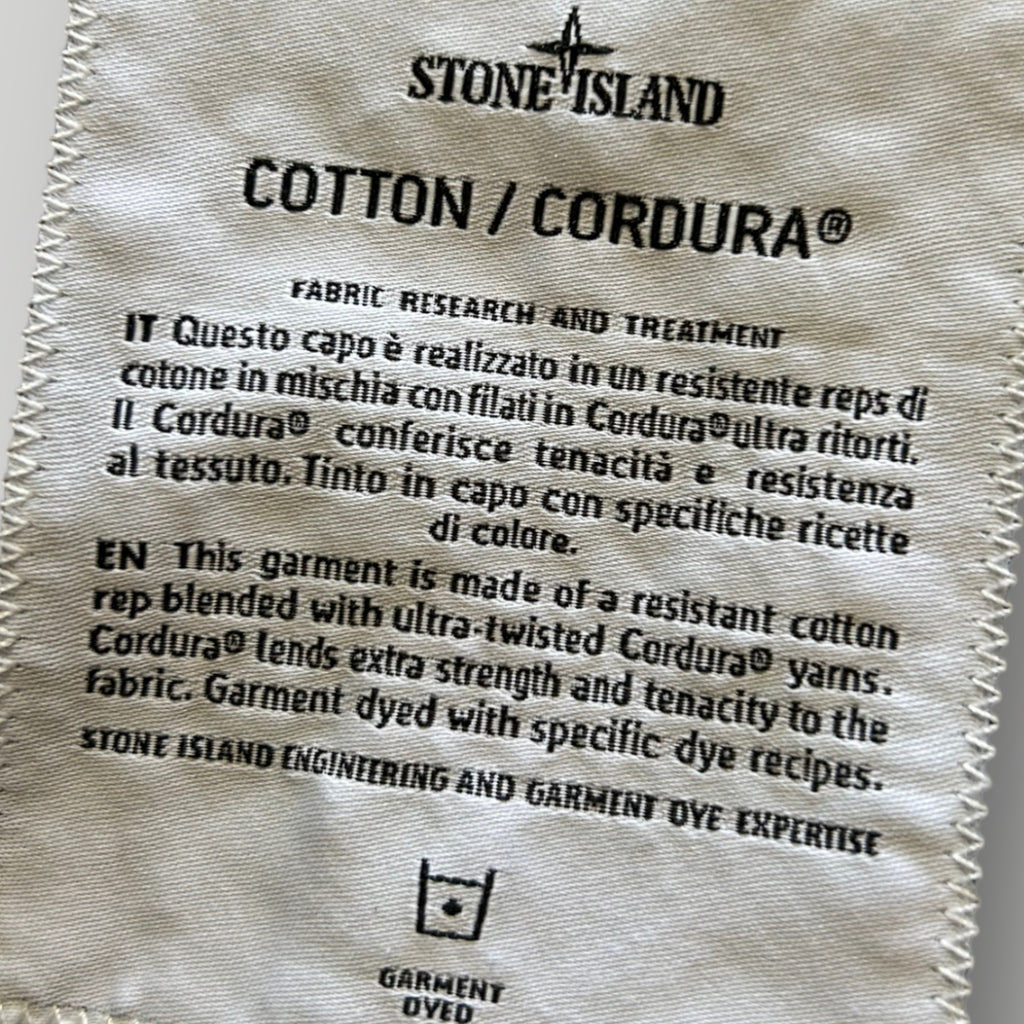 STONE ISLAND
COTTON / CORDURA®
FABRIC RESEARCH AND TREATMENT
IT Questo capo è realizzato in un resistente reps di
cotone in mischia con filati in Cordura® ultra ritorti.
Il Cordura® conferisce tenacità e resistenza
al tessuto. Tinto in capo con specifiche ricette
di colore.
EN This garment is made of a resistant cotton
rep blended with ultra-twisted Cordura® yarns.
Cordura® lends extra strength and tenacity to the
fabric. Garment dyed with specific dye recipes.
STONE ISLAND ENGINEERING AND GARMENT DYE EXPERTISE
GARMENT
DYED